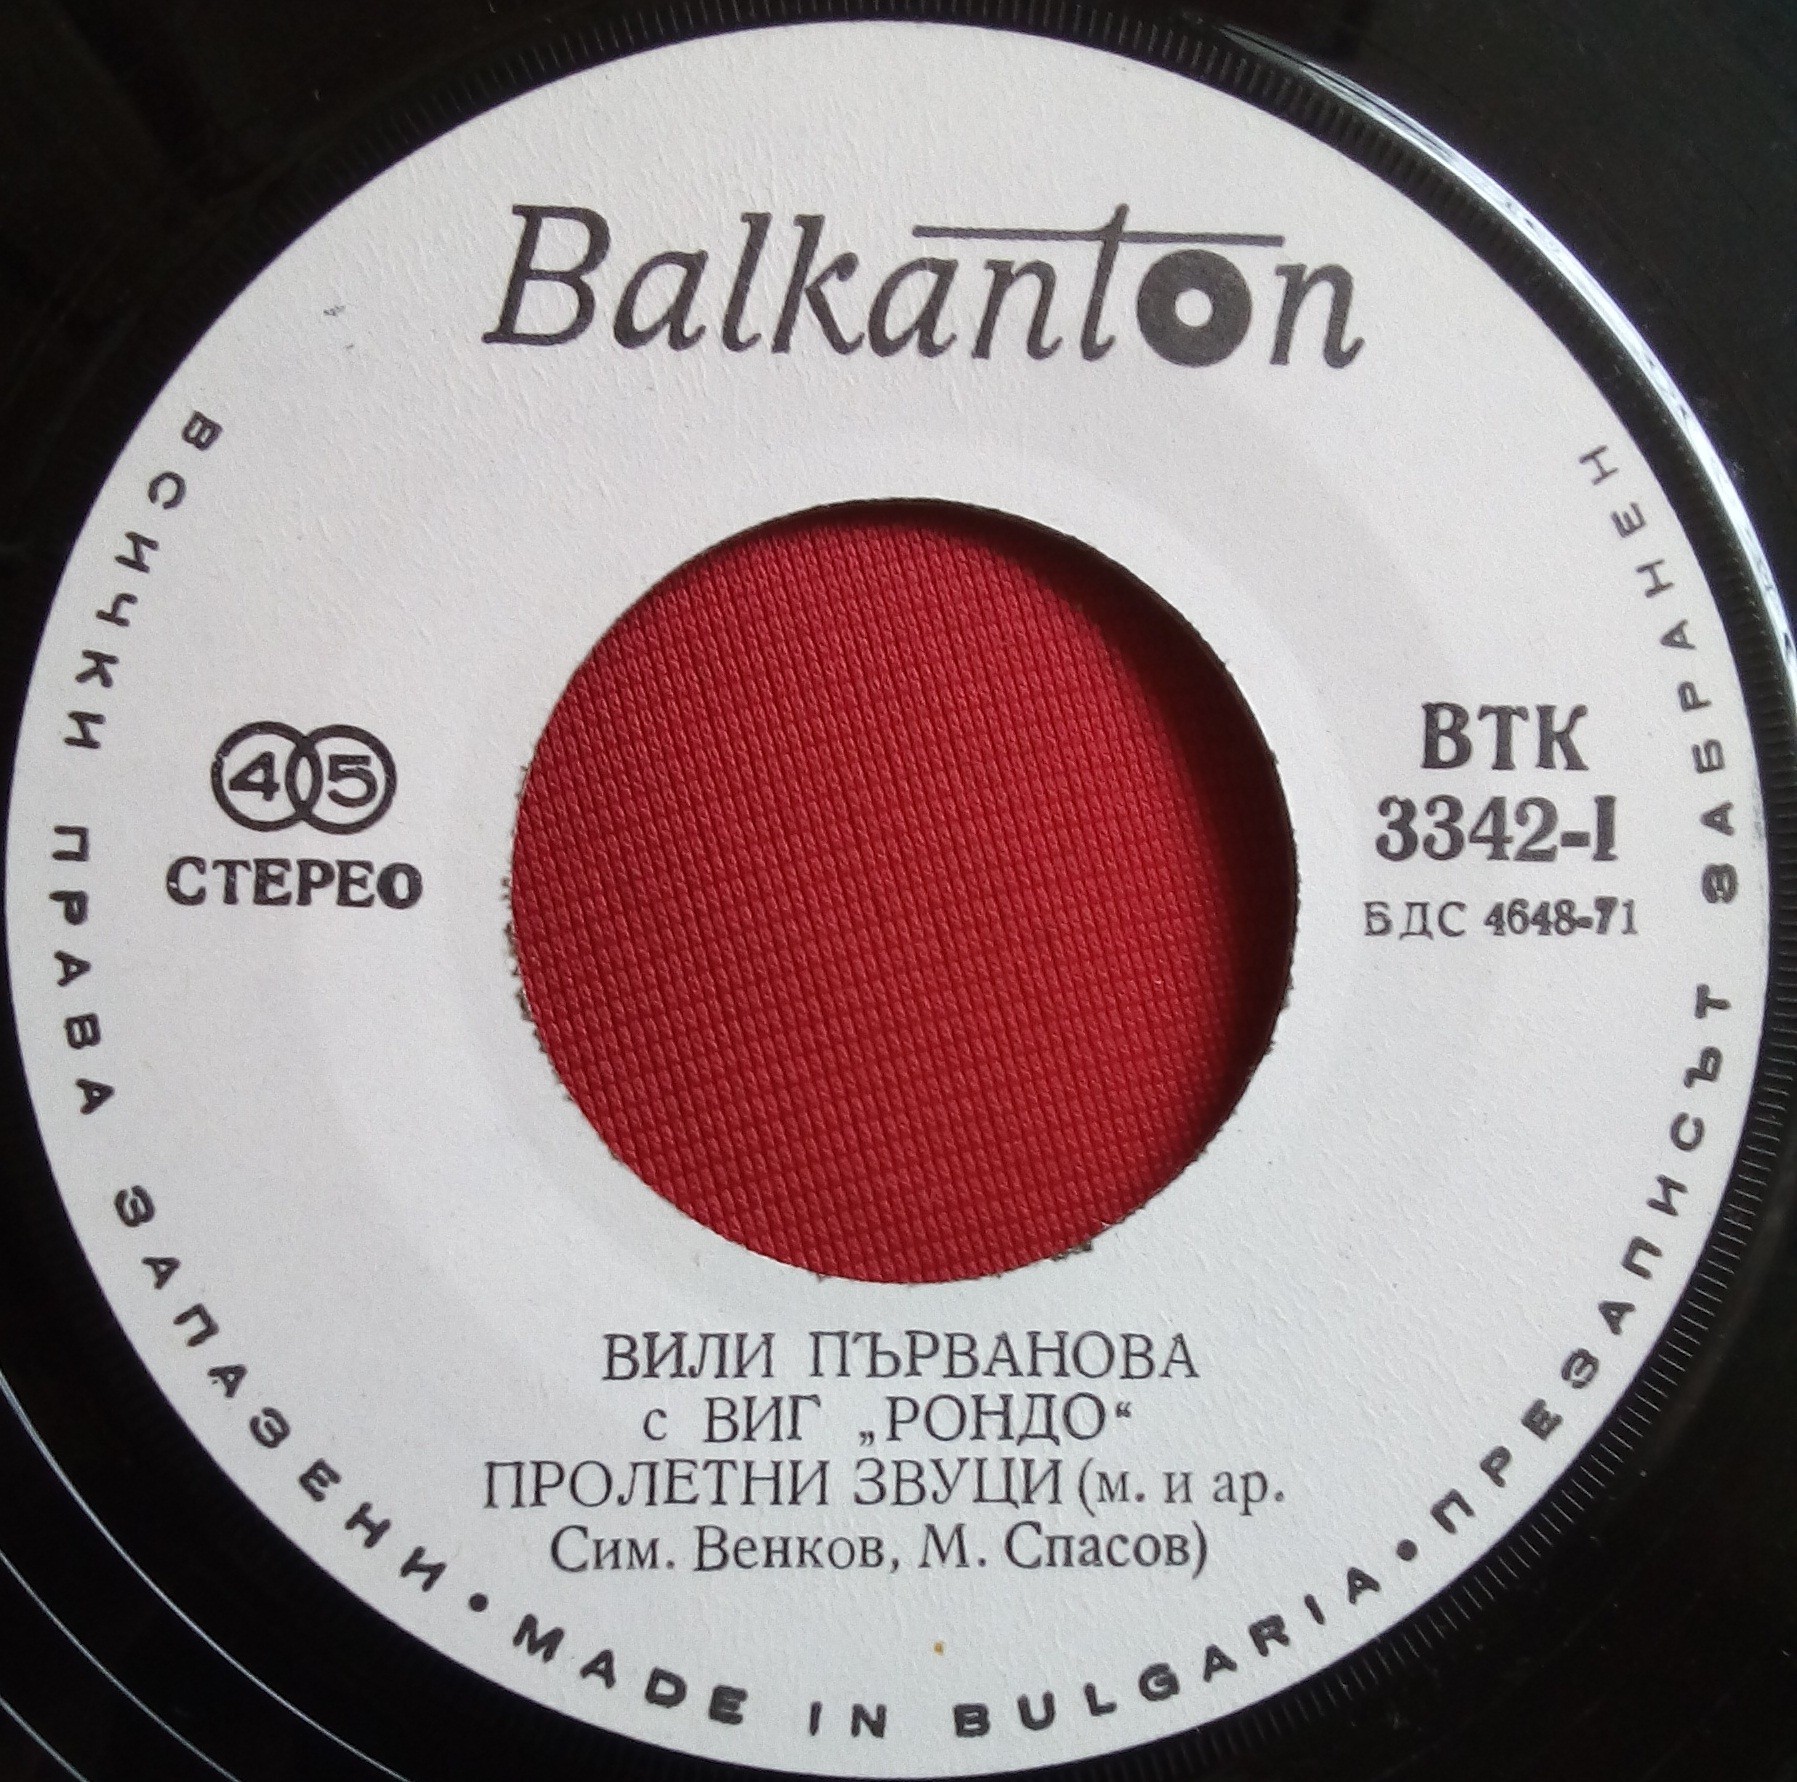 Balkanton
45
СТЕРЕО
ВТК
3342-I
БДС 4648-71
ВИЛИ ПЪРВАНОВА
с ВИГ „РОНДО“
ПРОЛЕТНИ ЗВУЦИ (м. и ар.
Сим. Венков, М. Спасов)
ВСИЧКИ ПРАВА ЗАПАЗЕНИ • MADE IN BULGARIA • ПРЕЗАПИСЪТ ЗАБРАНЕН